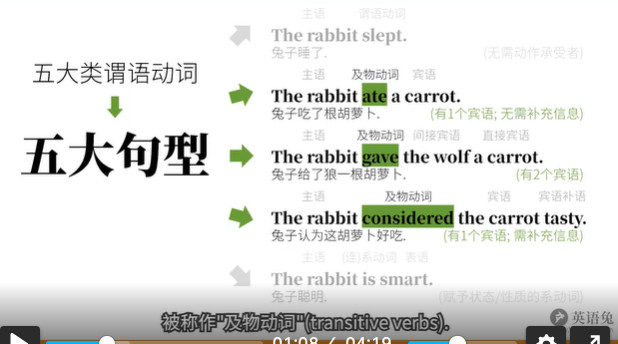 主语 谓语动词
The rabbit slept.
兔子睡了. (无需动作承受者)
五大类谓语动词
五大句型
主语 及物动词 宾语
The rabbit ate a carrot.
兔子吃了根胡萝卜. (有1个宾语; 无需补充信息)
主语 及物动词 间接宾语 直接宾语
The rabbit gave the wolf a carrot.
兔子给了狼一根胡萝卜. (有2个宾语)
主语 及物动词 宾语 宾语补语
The rabbit considered the carrot tasty.
兔子认为这胡萝卜好吃. (有1个宾语; 需补充信息)
主语 (连)系动词 表语
The rabbit is smart.
兔子聪明. (赋予状态/性质的系动词)
英语兔
被称作"及物动词"(transitive verbs).
01:08 / 04:19